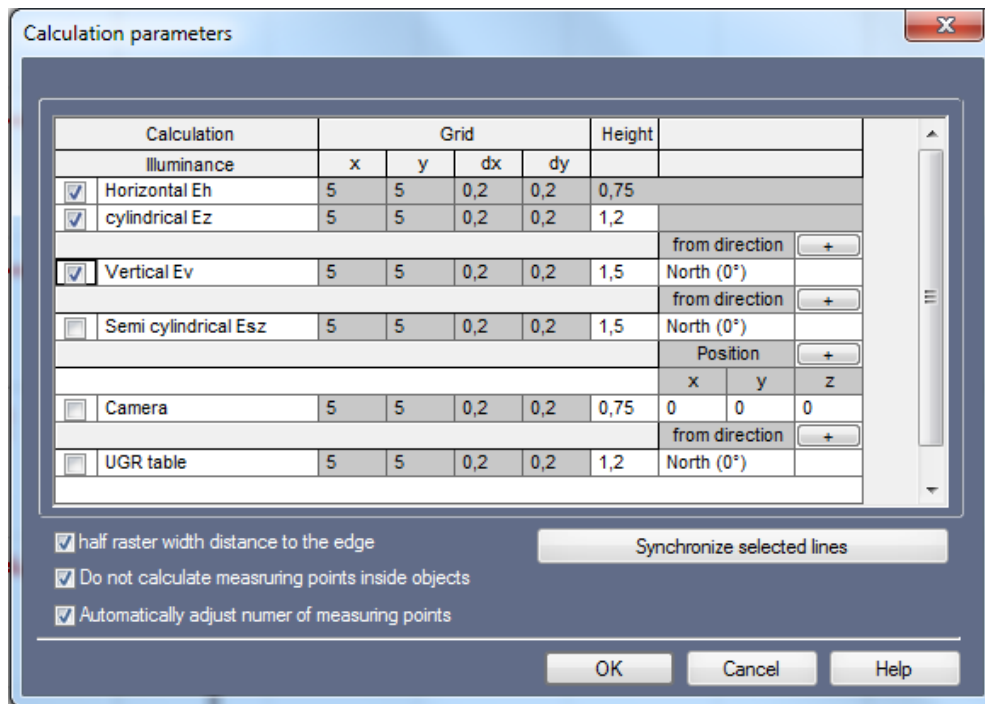 Calculation parameters
Calculation Grid Height
Illuminance x y dx dy
Horizontal Eh 5 5 0,2 0,2 0,75
cylindrical Ez 5 5 0,2 0,2 1,2
from direction +
Vertical Ev 5 5 0,2 0,2 1,5 North (0°)
from direction +
Semi cylindrical Esz 5 5 0,2 0,2 1,5 North (0°)
Position +
x y z
Camera 5 5 0,2 0,2 0,75 0 0 0
from direction +
UGR table 5 5 0,2 0,2 1,2 North (0°)
half raster width distance to the edge
Synchronize selected lines
Do not calculate measruring points inside objects
Automatically adjust numer of measuring points
OK Cancel Help